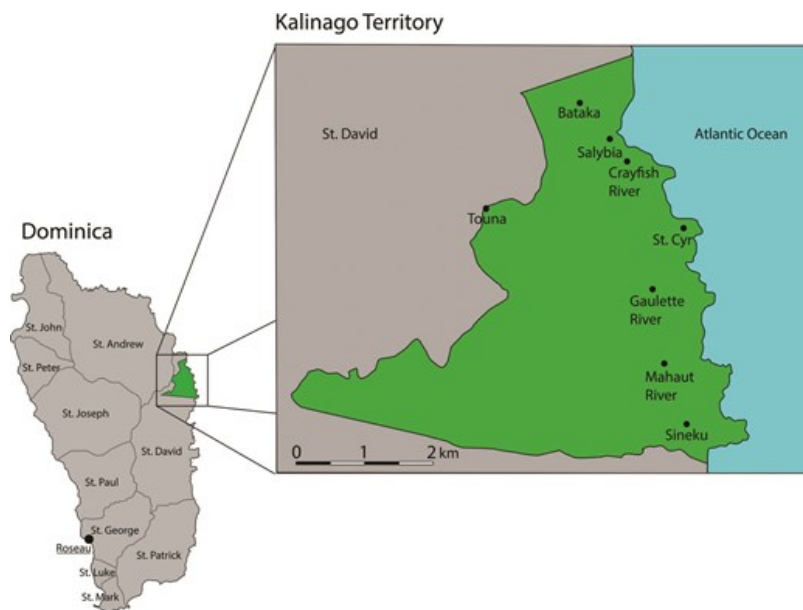 Kalinago Territory
St. David
Bataka
Atlantic Ocean
Salybia
Crayfish
River
Touna
St. Cyr
Gaulette
River
Mahaut
River
Sineku
0 1 2 km
Dominica
St. John
St. Andrew
St. Peter
St. Joseph
St. David
St. Paul
St. George
Roseau
St. Patrick
St. Luke
St. Mark